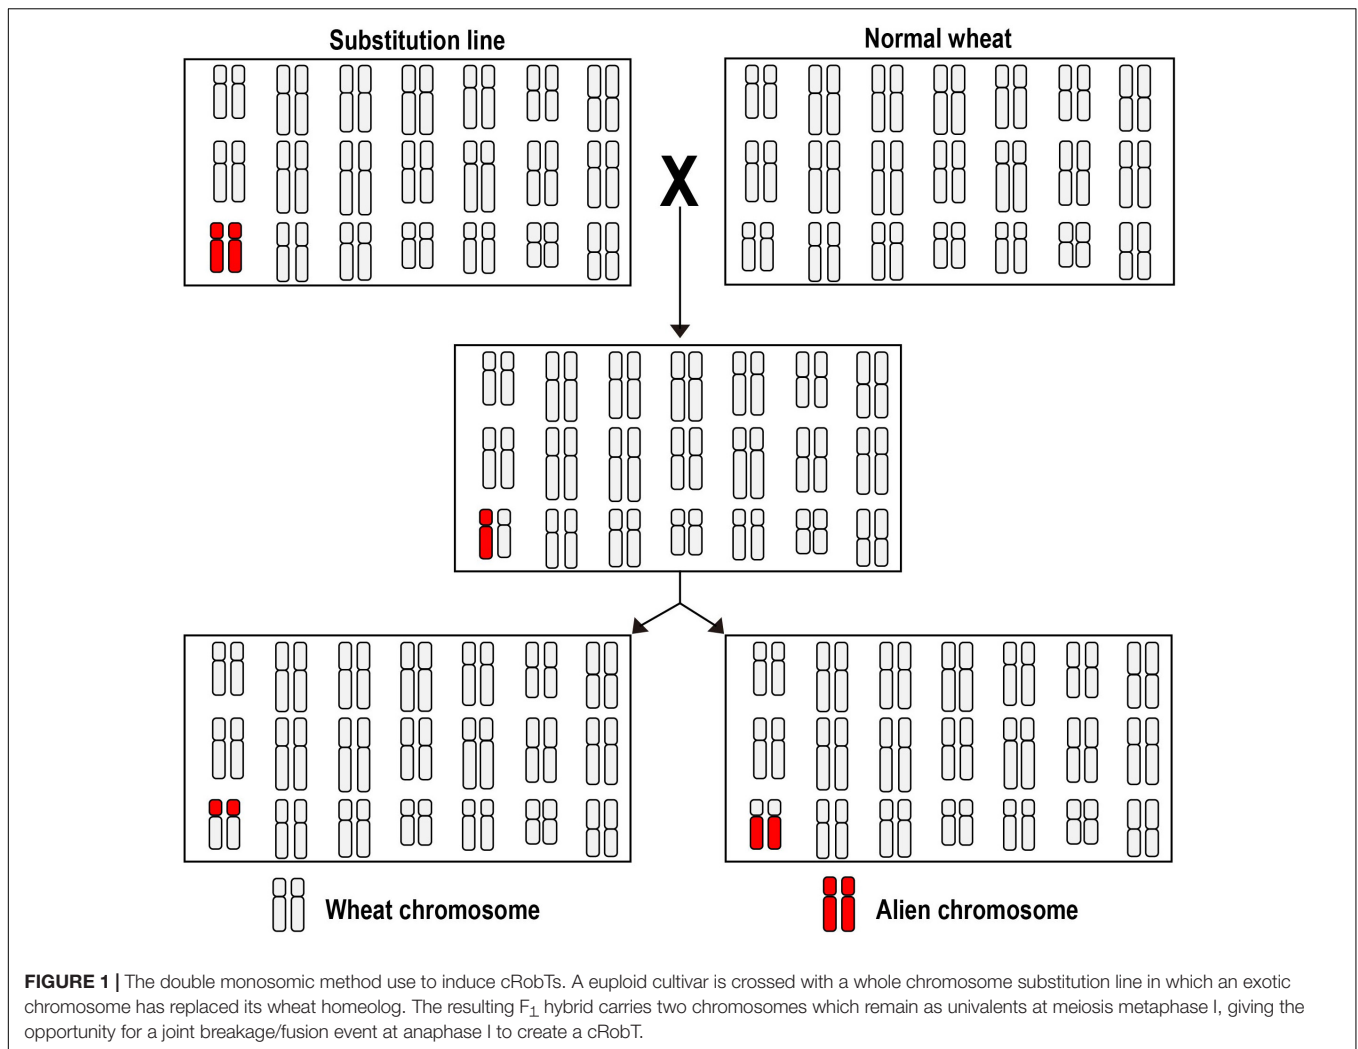 Substitution line
Normal wheat
X
Wheat chromosome
Alien chromosome
FIGURE 1 | The double monosomic method use to induce cRobTs. A euploid cultivar is crossed with a whole chromosome substitution line in which an exotic
chromosome has replaced its wheat homeolog. The resulting F1 hybrid carries two chromosomes which remain as univalents at meiosis metaphase I, giving the
opportunity for a joint breakage/fusion event at anaphase I to create a cRobT.